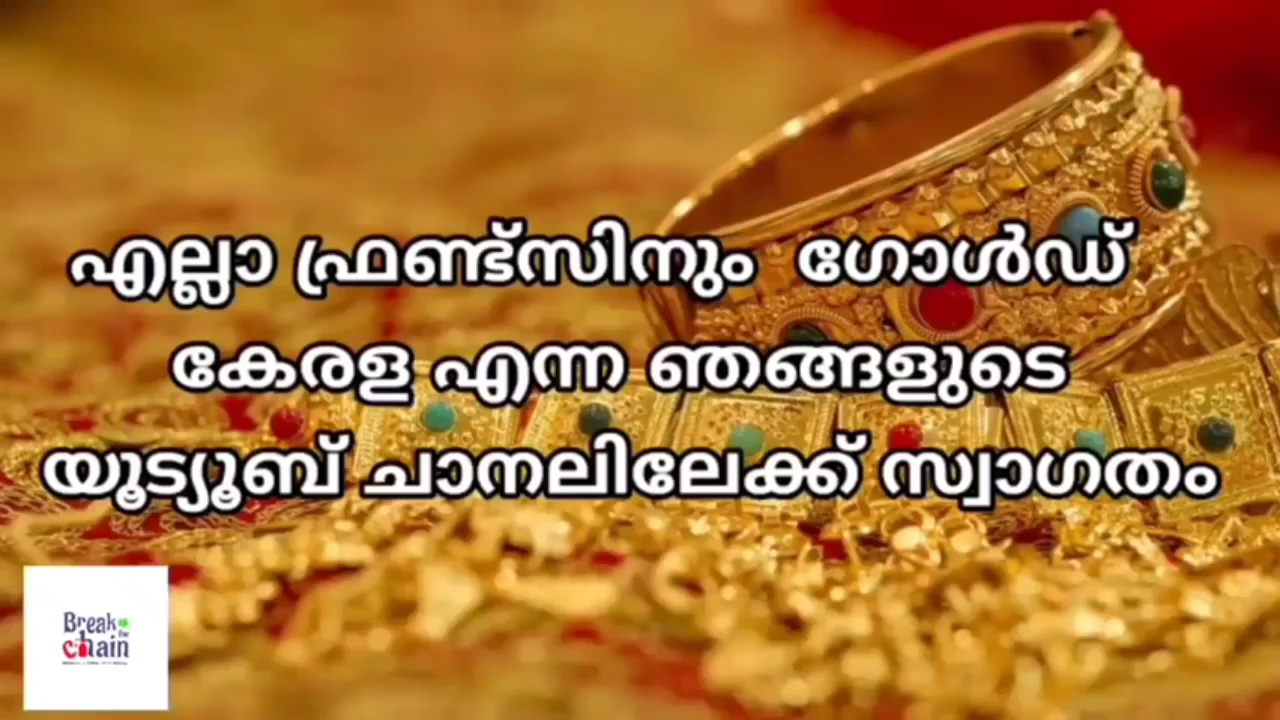 എല്ലാ ഫ്രണ്ട്സിനും ഗോൾഡ്
കേരള എന്ന ഞങ്ങളുടെ
യൂട്യൂബ് ചാനലിലേക്ക് സ്വാഗതം
Break
the
chain